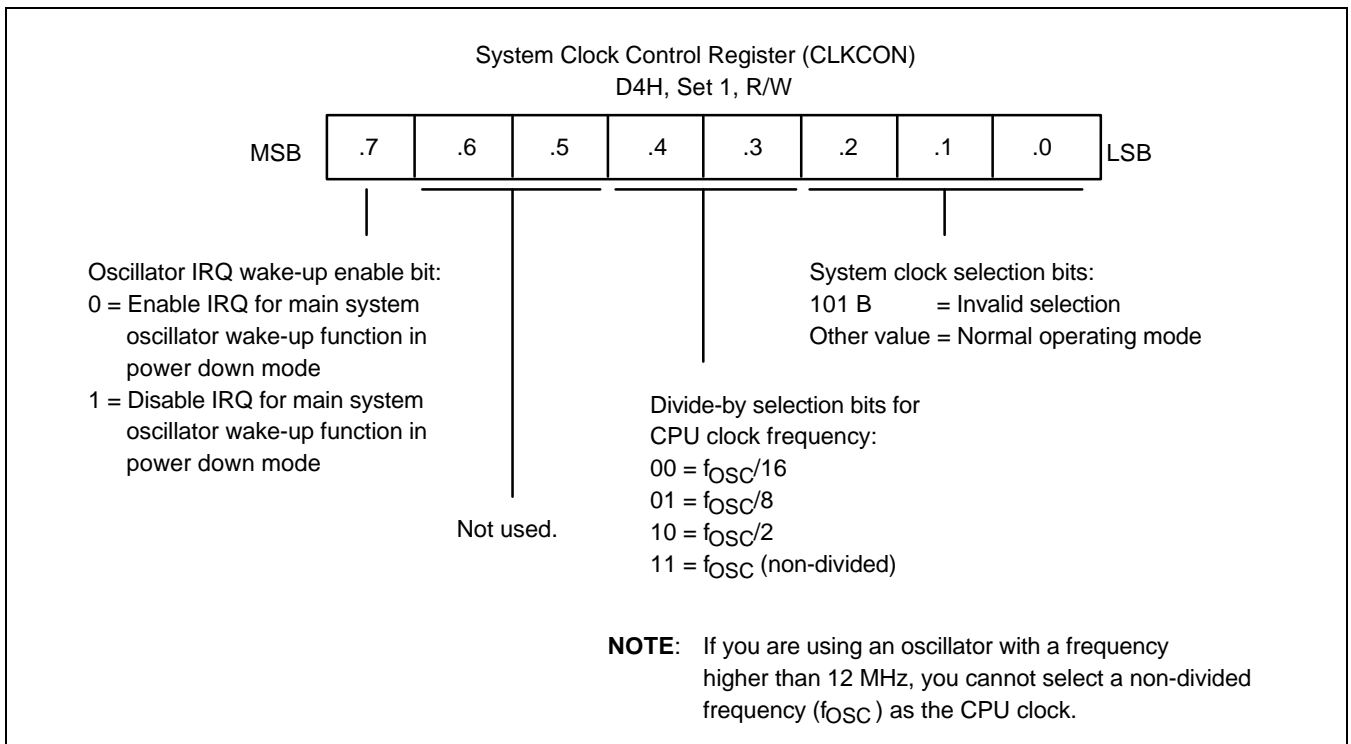 System Clock Control Register (CLKCON)
D4H, Set 1, R/W
MSB .7 .6 .5 .4 .3 .2 .1 .0 LSB
Oscillator IRQ wake-up enable bit:
0 = Enable IRQ for main system
oscillator wake-up function in
power down mode
1 = Disable IRQ for main system
oscillator wake-up function in
power down mode
Not used.
Divide-by selection bits for
CPU clock frequency:
00 = fOSC/16
01 = fOSC/8
10 = fOSC/2
11 = fOSC (non-divided)
System clock selection bits:
101 B = Invalid selection
Other value = Normal operating mode
NOTE: If you are using an oscillator with a frequency
higher than 12 MHz, you cannot select a non-divided
frequency (fOSC ) as the CPU clock.